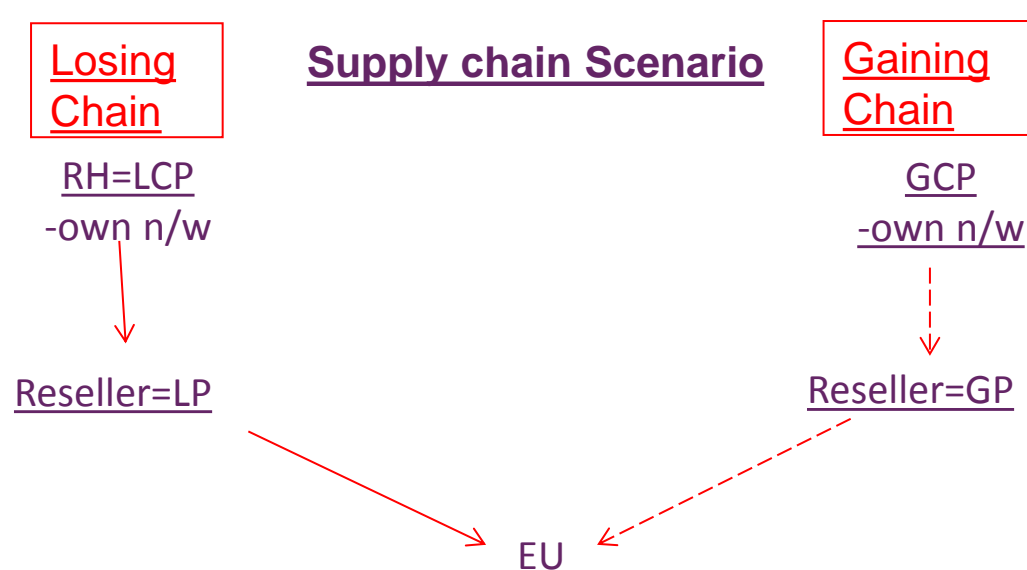 Losing
Chain
Supply chain Scenario
Gaining
Chain
RH=LCP
-own n/w
GCP
-own n/w
Reseller=LP
Reseller=GP
EU